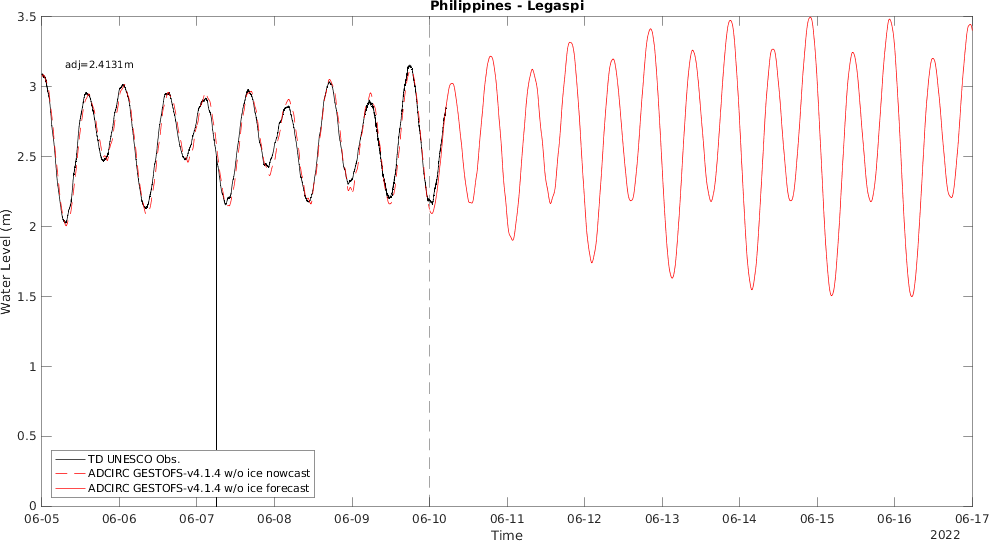 Philippines - Legaspi
adj=2.4131m
Water Level (m)
3.5
3
2.5
2
1.5
1
0.5
0
TD UNESCO Obs.
ADCIRC GESTOFS-v4.1.4 w/o ice nowcast
ADCIRC GESTOFS-v4.1.4 w/o ice forecast
06-05 06-06 06-07 06-08 06-09 06-10 06-11 06-12 06-13 06-14 06-15 06-16 06-17
Time
2022